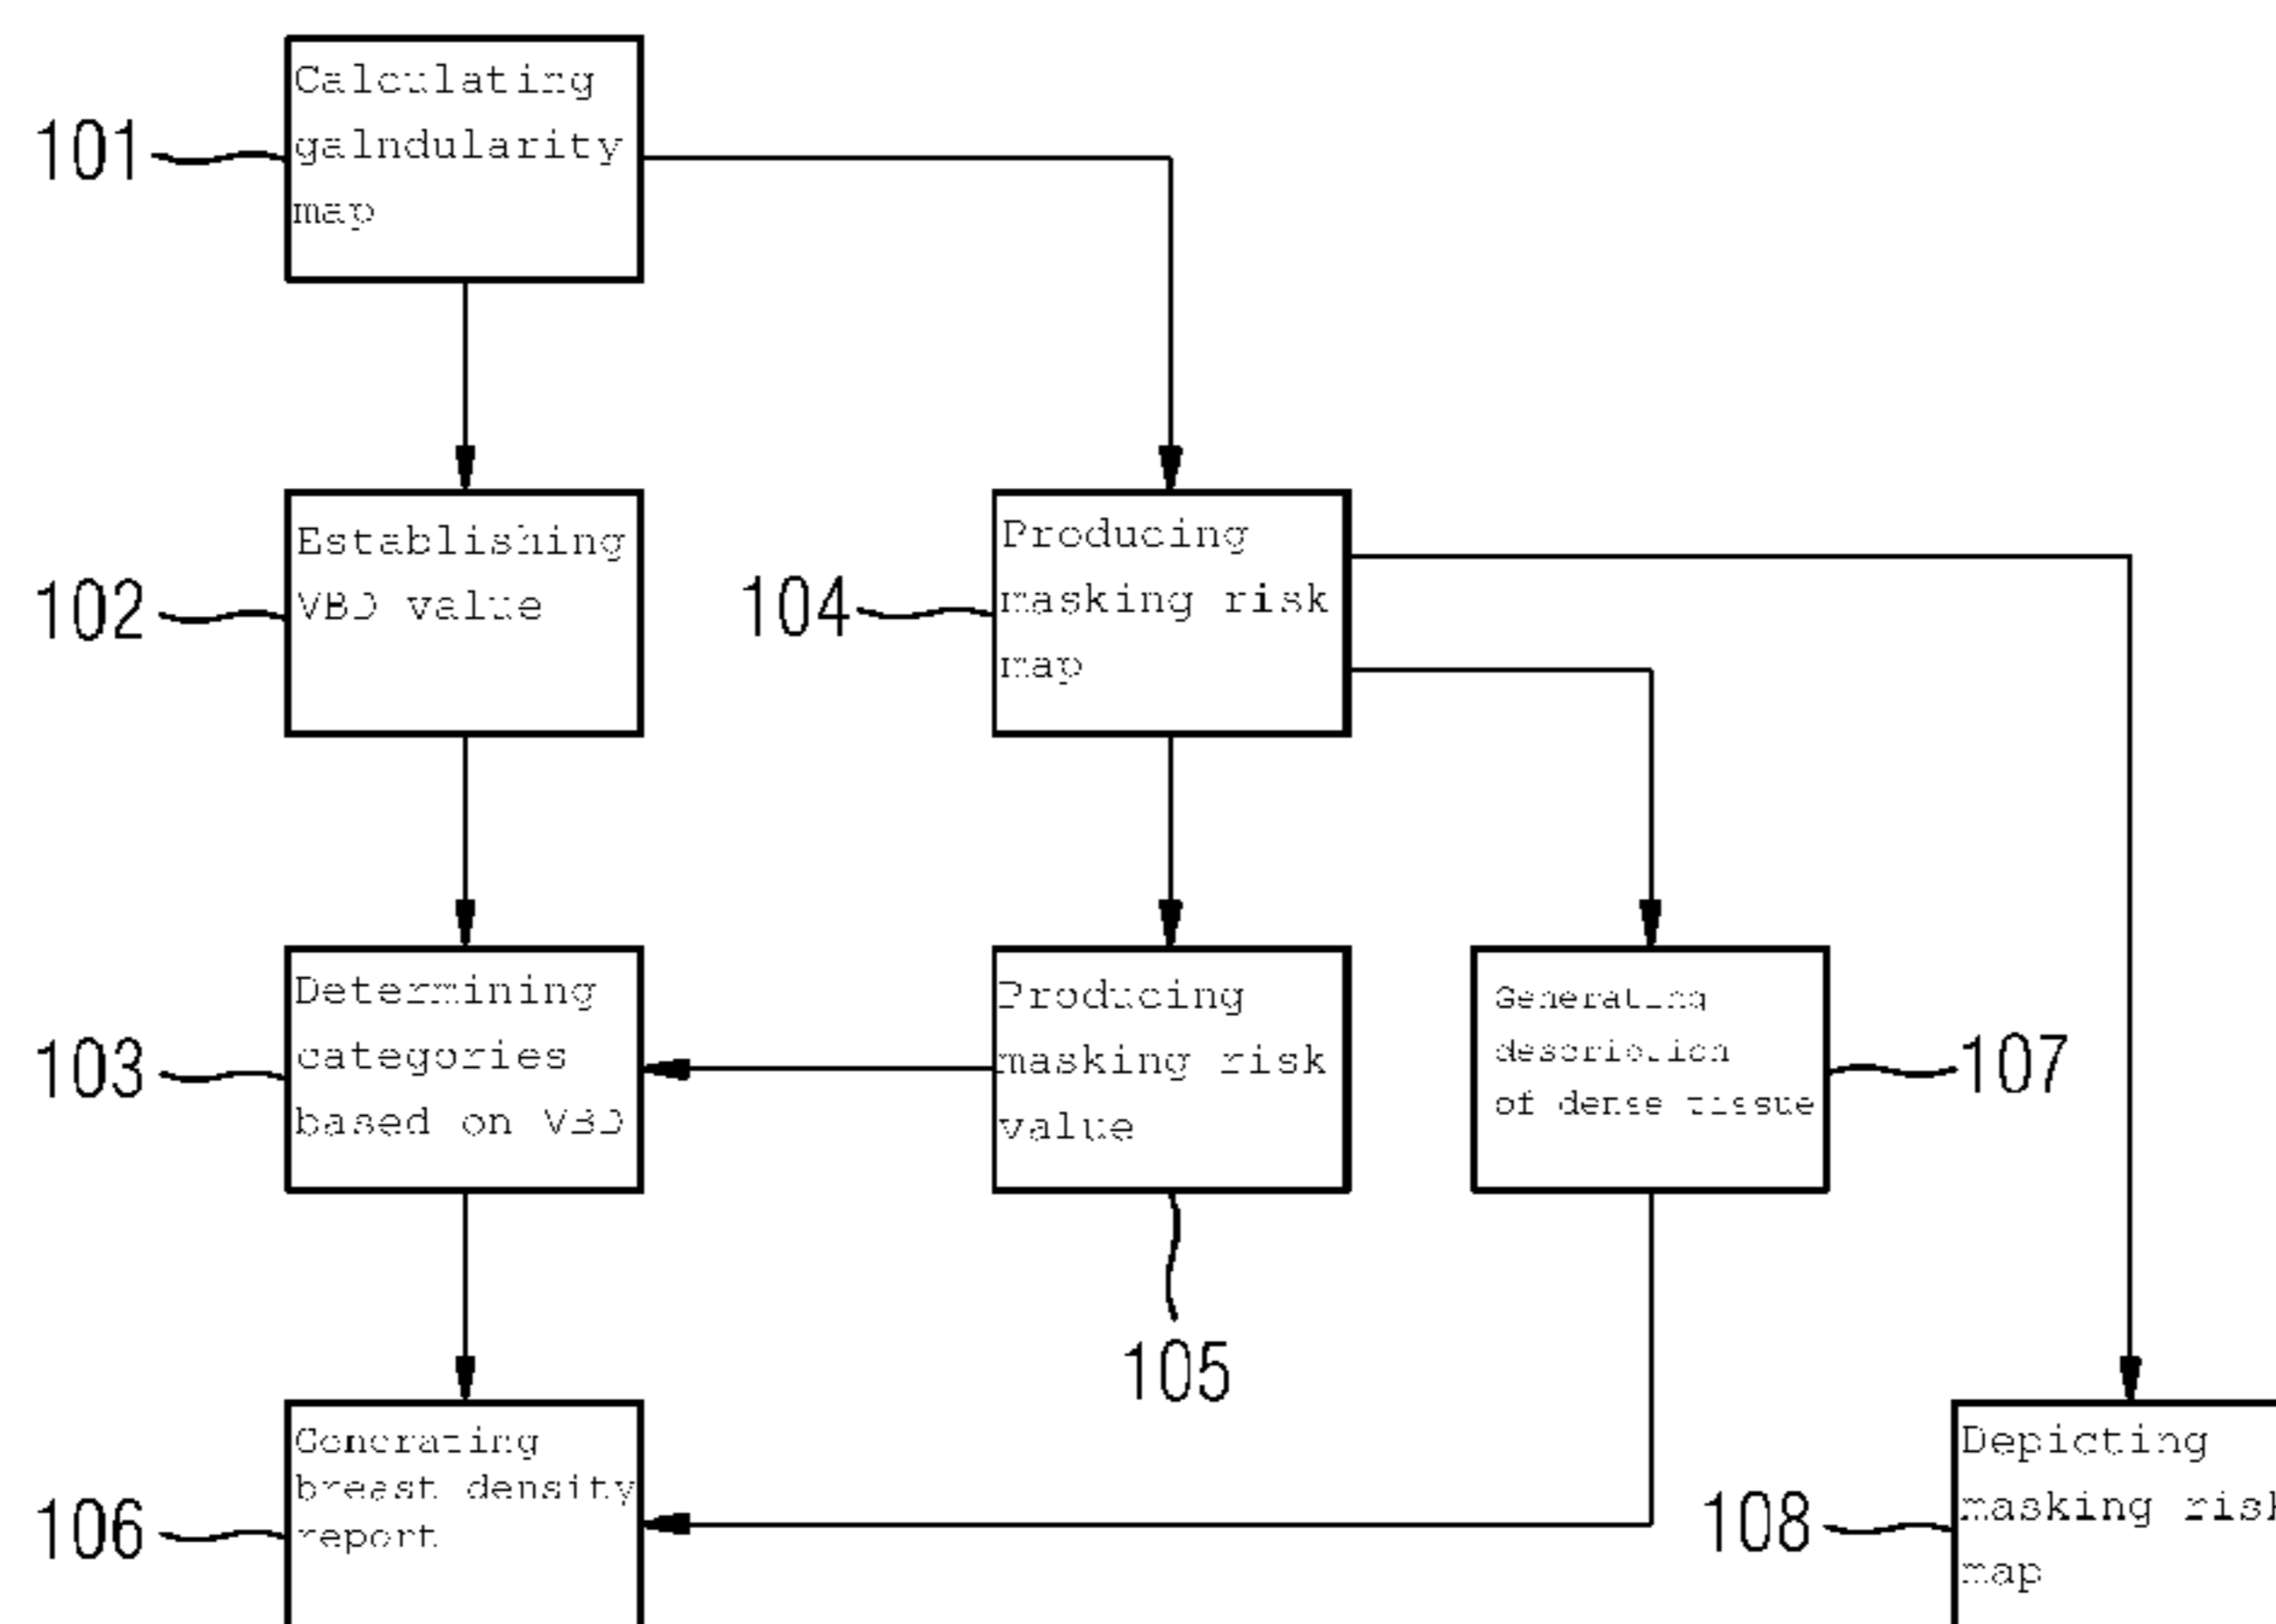 Calculating
101
galndularity
map
Establishing
102
VBD value
Producing
104
masking risk
map
Determining
103
categories
based on VBD
Producing
masking risk
value
105
Generating
description
of dense tissue
107
Generating
breast density
106
report
Depicting
108
masking risk
map